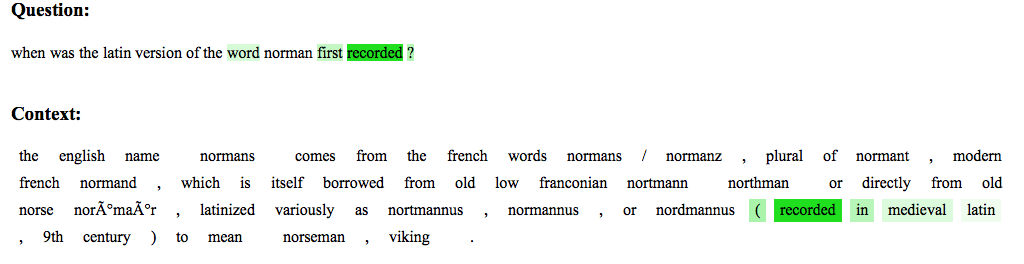 Question:
when was the latin version of the word norman first recorded ?
Context:
the english name normans comes from the french words normans / normanz , plural of normant , modern
french normand , which is itself borrowed from old low franconian nortmann northman or directly from old
norse norÃ°maÃ°r , latinized variously as nortmannus , normannus , or nordmannus ( recorded in medieval latin
, 9th century ) to mean norseman , viking .